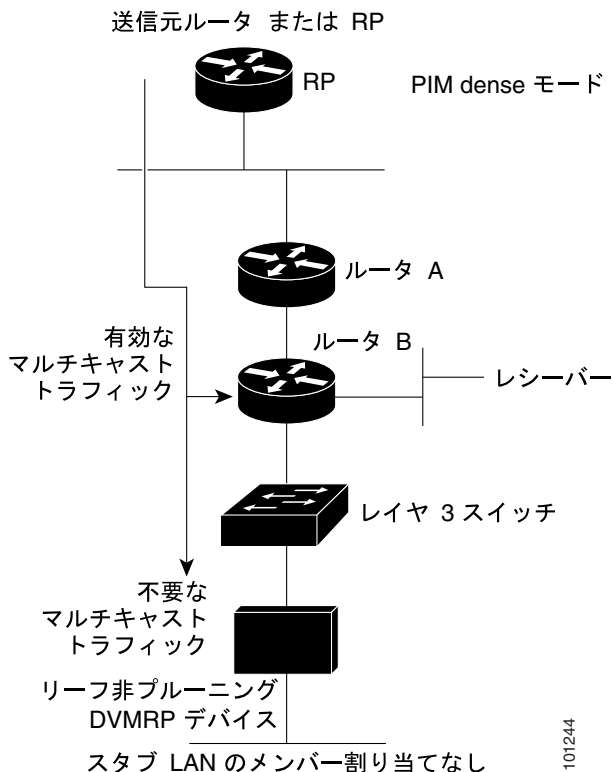 送信元ルータ または RP
RP
PIM dense モード
ルータ A
有効な
マルチキャスト
トラフィック
ルータ B
レシーバー
レイヤ 3 スイッチ
不要な
マルチキャスト
トラフィック
リーフ非プルーニング
DVMRP デバイス
スタブ LAN のメンバー割り当てなし
101244